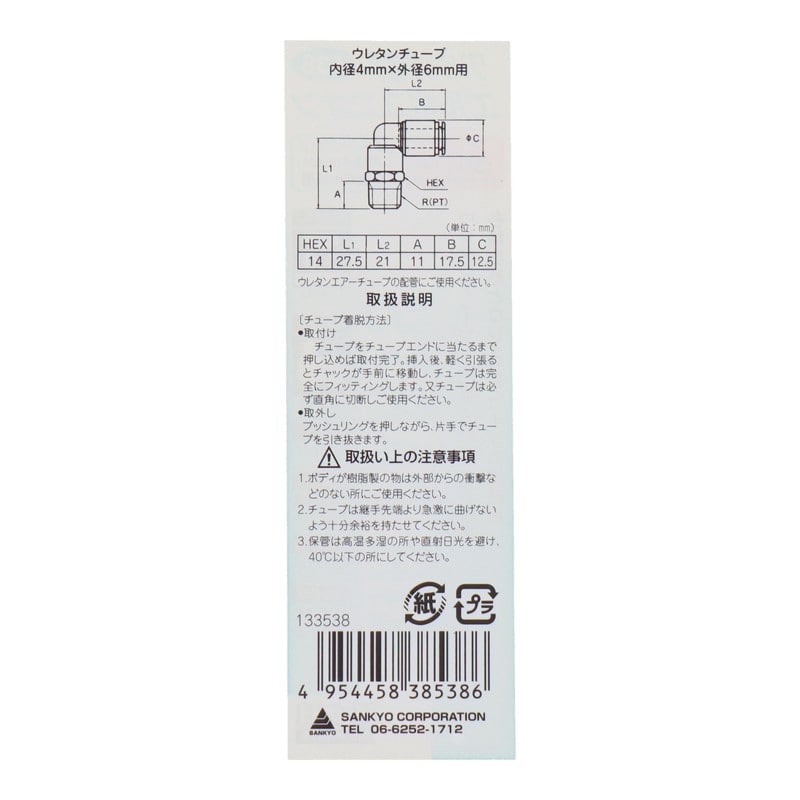 ウレタンチューブ
内径4mm×外径6mm用
L2
B
ΦC
L1
HEX
A
R(PT)
(単位:mm)
HEX L1 L2 A B C
14 27.5 21 11 17.5 12.5
ウレタンエアーチューブの配管にご使用ください。
取扱説明
〔チューブ着脱方法〕
●取付け
チューブをチューブエンドに当たるまで
押し込めば取付完了。挿入後、軽く引張る
とチャックが手前に移動し、チューブは完
全にフィッティングします。又チューブは必
ず直角に切断しご使用ください。
●取外し
プッシュリングを押しながら、片手でチュー
ブを引き抜きます。
取扱い上の注意事項
1.ボディが樹脂製の物は外部からの衝撃な
どのない所にご使用ください。
2.チューブは継手先端より急激に曲げない
よう十分余裕を持たせてください。
3.保管は高温多湿の所や直射日光を避け、
40℃以下の所にしてください。
紙 プラ
133538
4 954458 385386
SANKYO
SANKYO CORPORATION
TEL 06-6252-1712